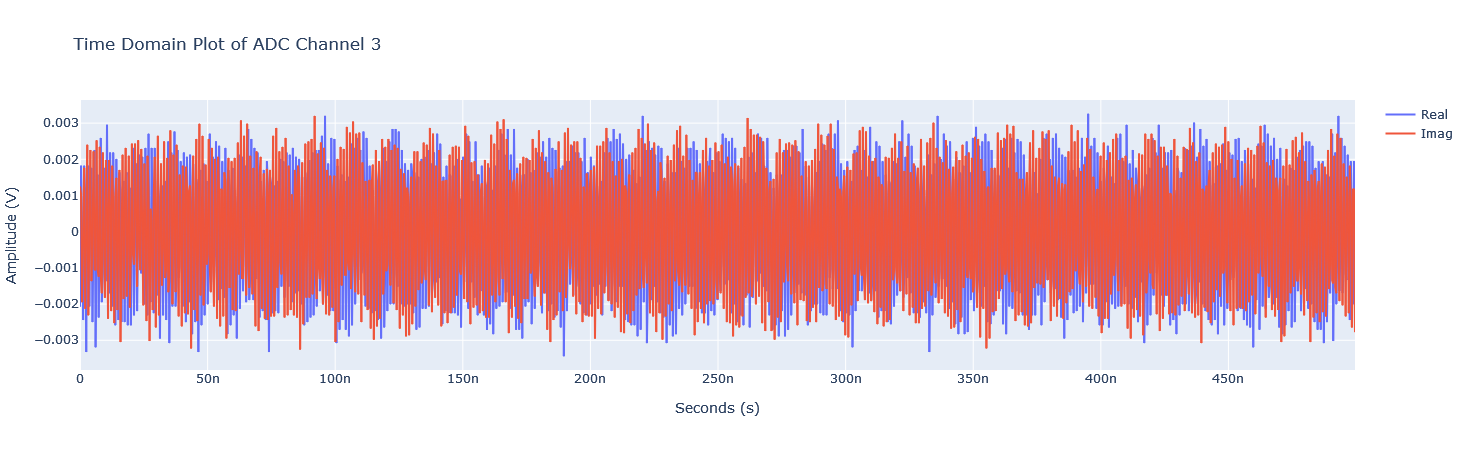 Time Domain Plot of ADC Channel 3
Real
Imag
Amplitude (V)
0.003
0.002
0.001
0
−0.001
−0.002
−0.003
0 50n 100n 150n 200n 250n 300n 350n 400n 450n
Seconds (s)